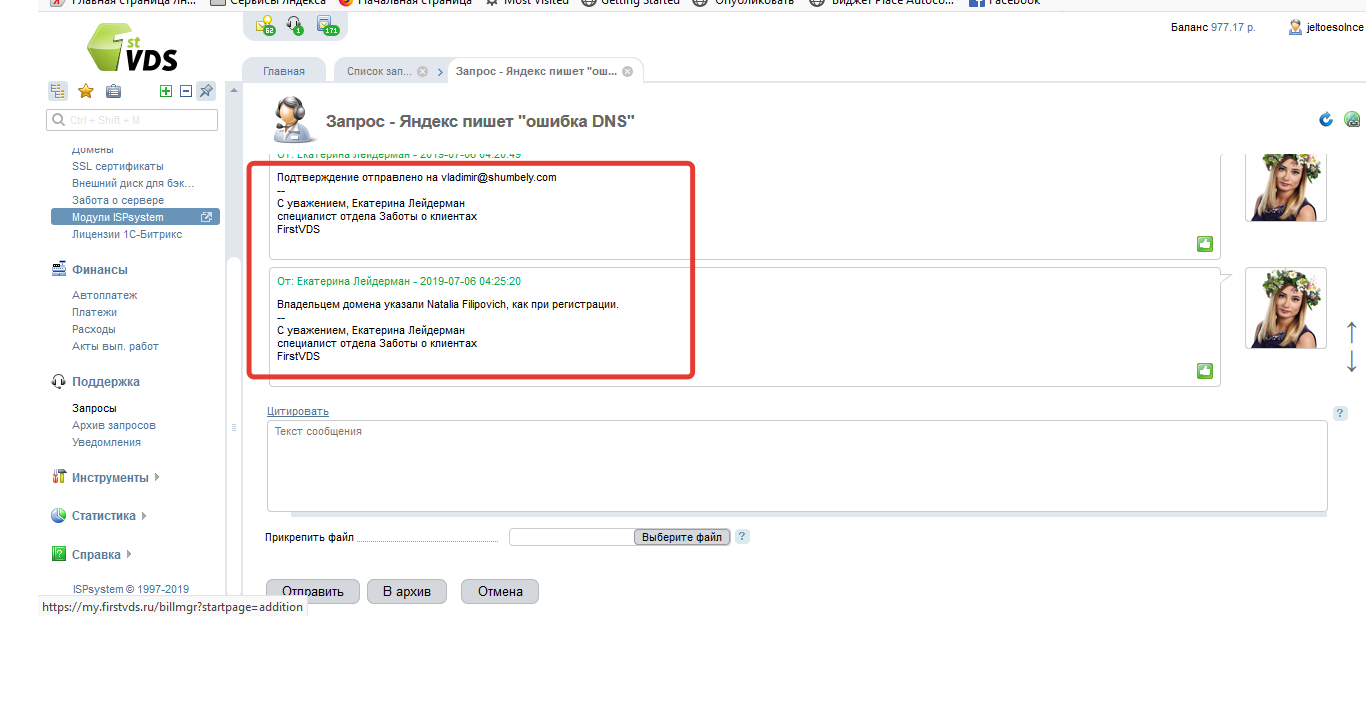 Главная страница Ян...
Сервисы Яндекса
Начальная страница
Most Visited
Getting Started
Опубликовать
Виджет Place Autoco...
Facebook
1st
VDS
62
1
171
Баланс 977.17 р.
jeltoesolnce
Главная
Список зап...
Запрос - Яндекс пишет "ош...
Ctrl + Shift + M
Запрос - Яндекс пишет "ошибка DNS"
Домены
SSL сертификаты
Внешний диск для бэк...
Забота о сервере
Модули ISPsystem
Лицензии 1С-Битрикс
Финансы
Автоплатеж
Платежи
Расходы
Акты вып. работ
Поддержка
Запросы
Архив запросов
Уведомления
Инструменты
Статистика
Справка
ISPsystem © 1997-2019
https://my.firstvds.ru/billmgr?startpage=addition
От: Екатерина Лейдерман - 2019-07-06 04:20:49
Подтверждение отправлено на vladimir@shumbely.com
--
С уважением, Екатерина Лейдерман
специалист отдела Заботы о клиентах
FirstVDS
От: Екатерина Лейдерман - 2019-07-06 04:25:20
Владельцем домена указали Natalia Filipovich, как при регистрации.
--
С уважением, Екатерина Лейдерман
специалист отдела Заботы о клиентах
FirstVDS
Цитировать
?
Текст сообщения
Прикрепить файл
Выберите файл
?
Отправить
В архив
Отмена